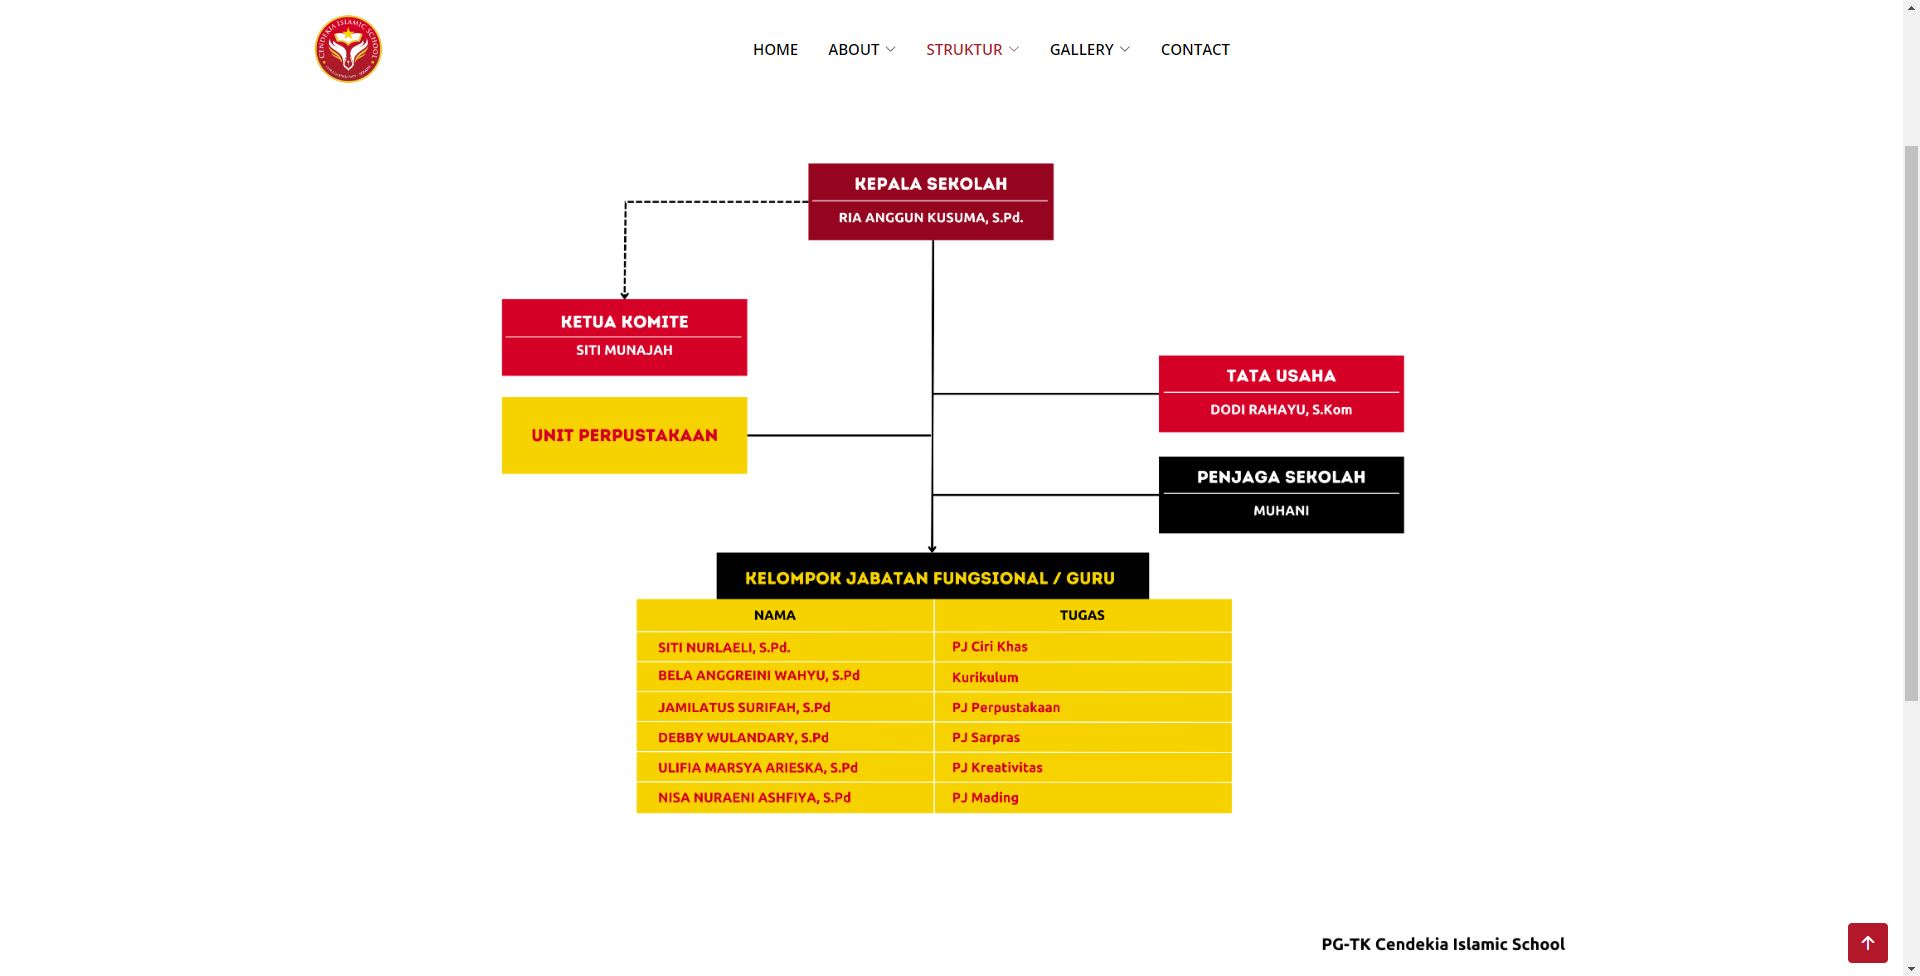 CENDEKIA ISLAMIC SCHOOL
HOME ABOUT STRUKTUR GALLERY CONTACT
KEPALA SEKOLAH
RIA ANGGUN KUSUMA, S.Pd.
KETUA KOMITE
SITI MUNAJAH
TATA USAHA
DODI RAHAYU, S.Kom
UNIT PERPUSTAKAAN
PENJAGA SEKOLAH
MUHANI
KELOMPOK JABATAN FUNGSIONAL / GURU
NAMA TUGAS
SITI NURLAELI, S.Pd. PJ Ciri Khas
BELA ANGGREINI WAHYU, S.Pd Kurikulum
JAMILATUS SURIFAH, S.Pd PJ Perpustakaan
DEBBY WULANDARY, S.Pd PJ Sarpras
ULIFIA MARSYA ARIESKA, S.Pd PJ Kreativitas
NISA NURAENI ASHFIYA, S.Pd PJ Mading
PG-TK Cendekia Islamic School